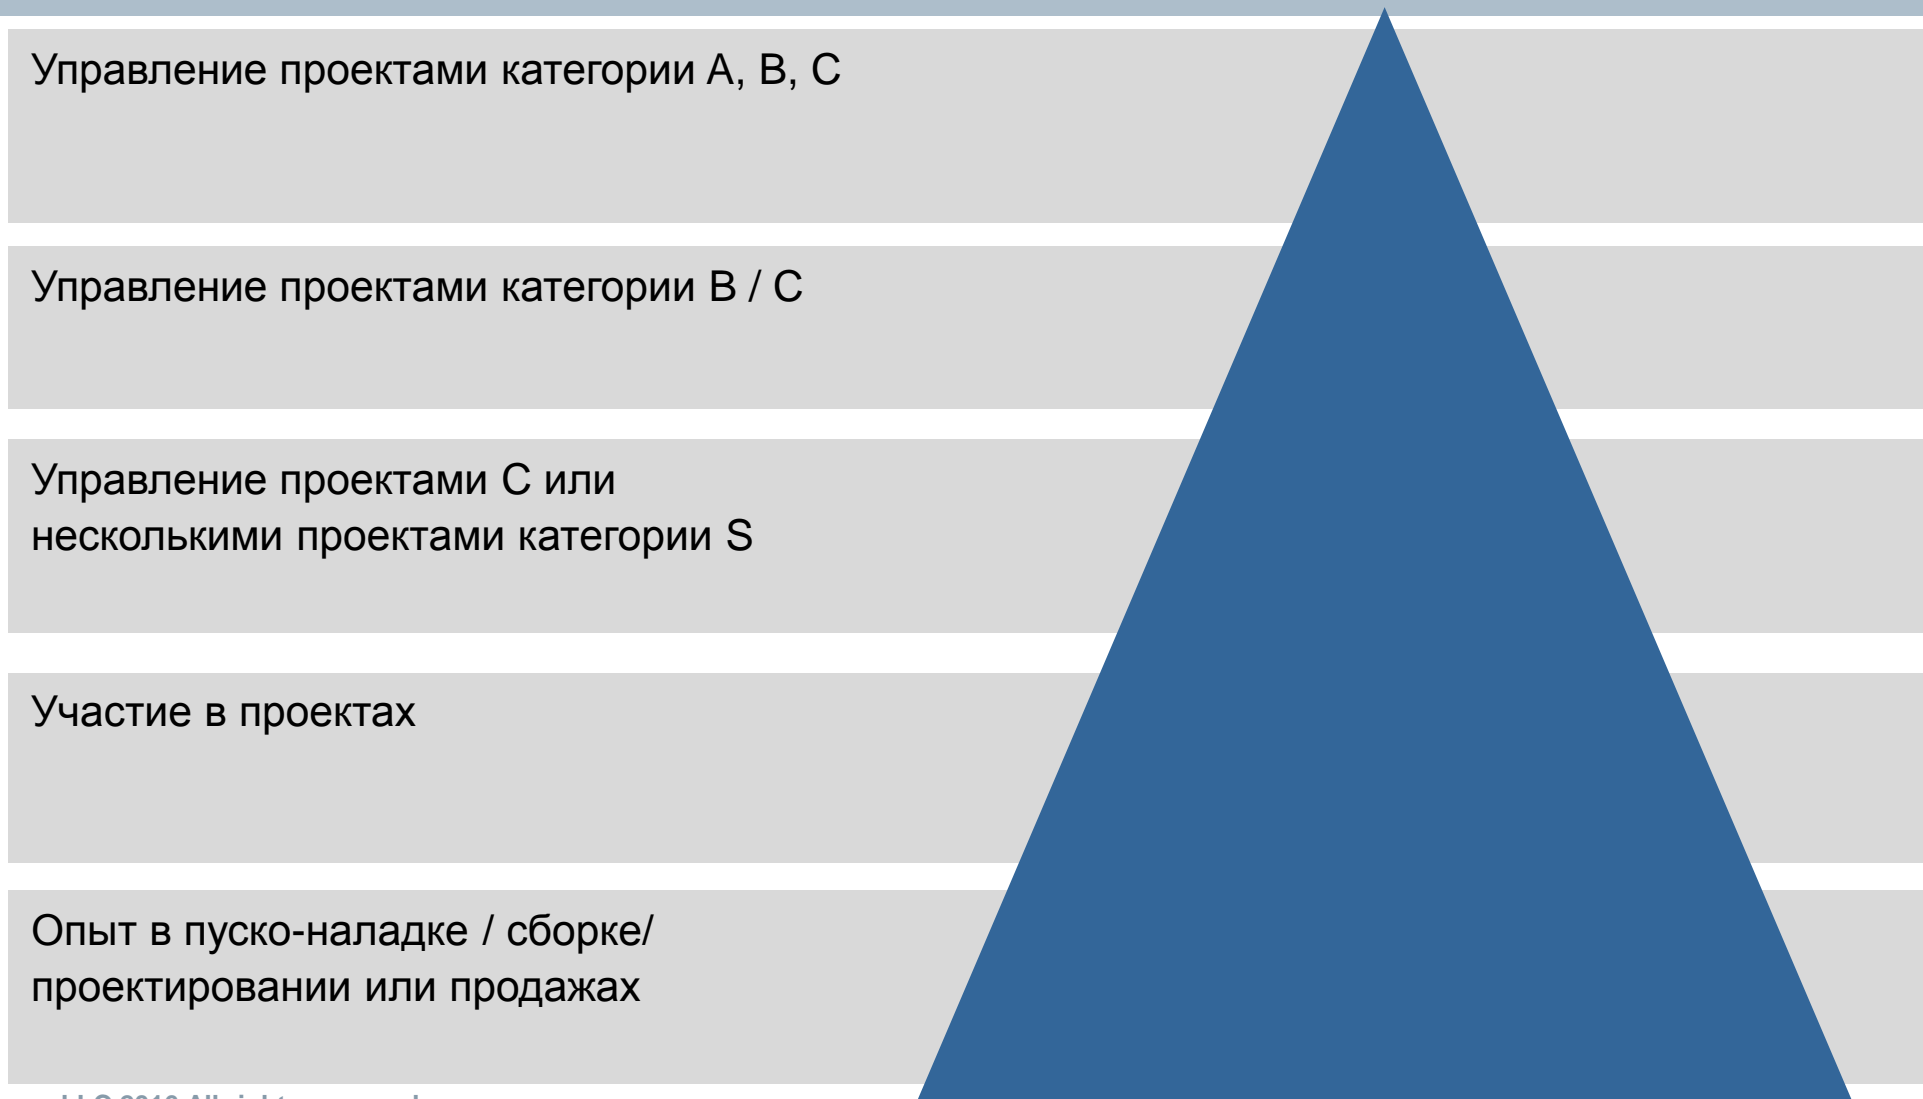 Управление проектами категории A, B, C
Управление проектами категории B / C
Управление проектами С или
несколькими проектами категории S
Участие в проектах
Опыт в пуско-наладке / сборке/
проектировании или продажах